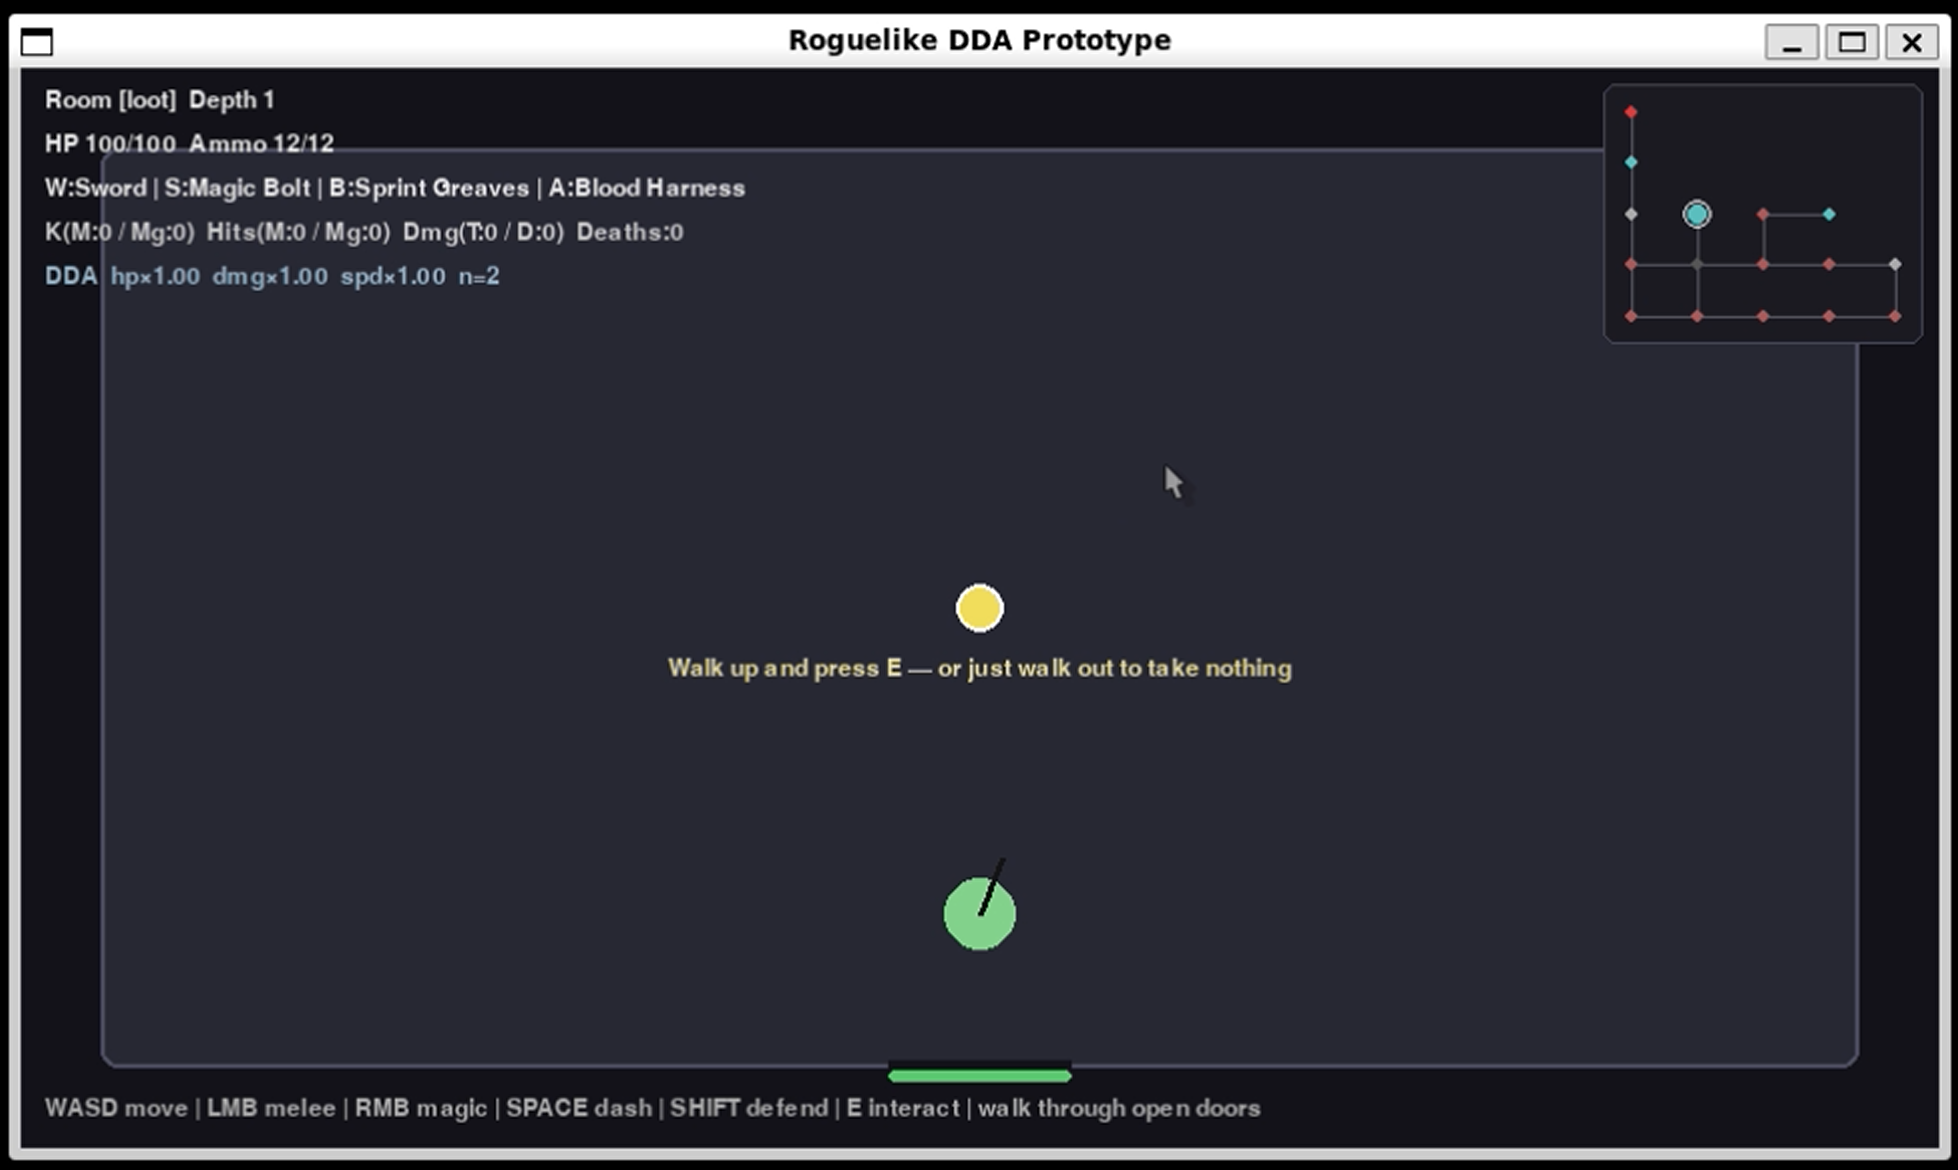 Roguelike DDA Prototype
Room [loot]  Depth 1
HP 100/100  Ammo 12/12
W:Sword | S:Magic Bolt | B:Sprint Greaves | A:Blood Harness
K(M:0 / Mg:0)  Hits(M:0 / Mg:0)  Dmg(T:0 / D:0)  Deaths:0
DDA  hp×1.00  dmg×1.00  spd×1.00  n=2
Walk up and press E — or just walk out to take nothing
WASD move | LMB melee | RMB magic | SPACE dash | SHIFT defend | E interact | walk through open doors